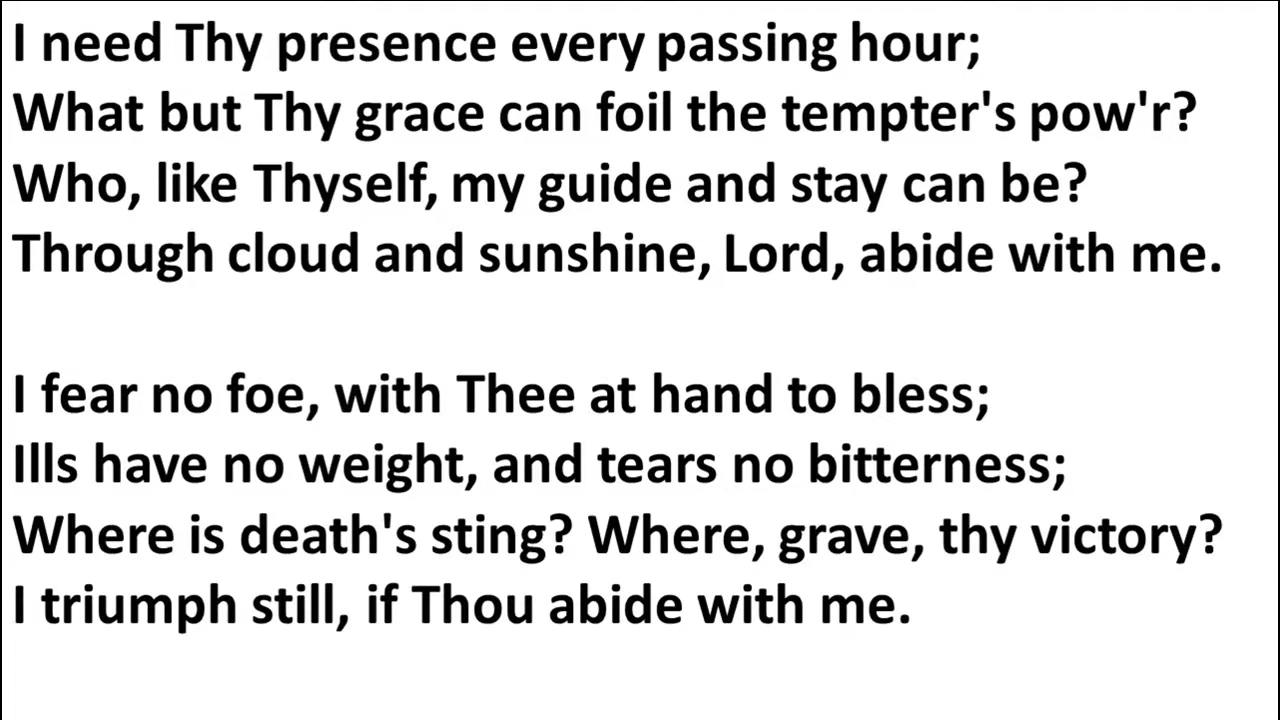 I need Thy presence every passing hour;
What but Thy grace can foil the tempter's pow'r?
Who, like Thyself, my guide and stay can be?
Through cloud and sunshine, Lord, abide with me.
I fear no foe, with Thee at hand to bless;
Ills have no weight, and tears no bitterness;
Where is death's sting? Where, grave, thy victory?
I triumph still, if Thou abide with me.